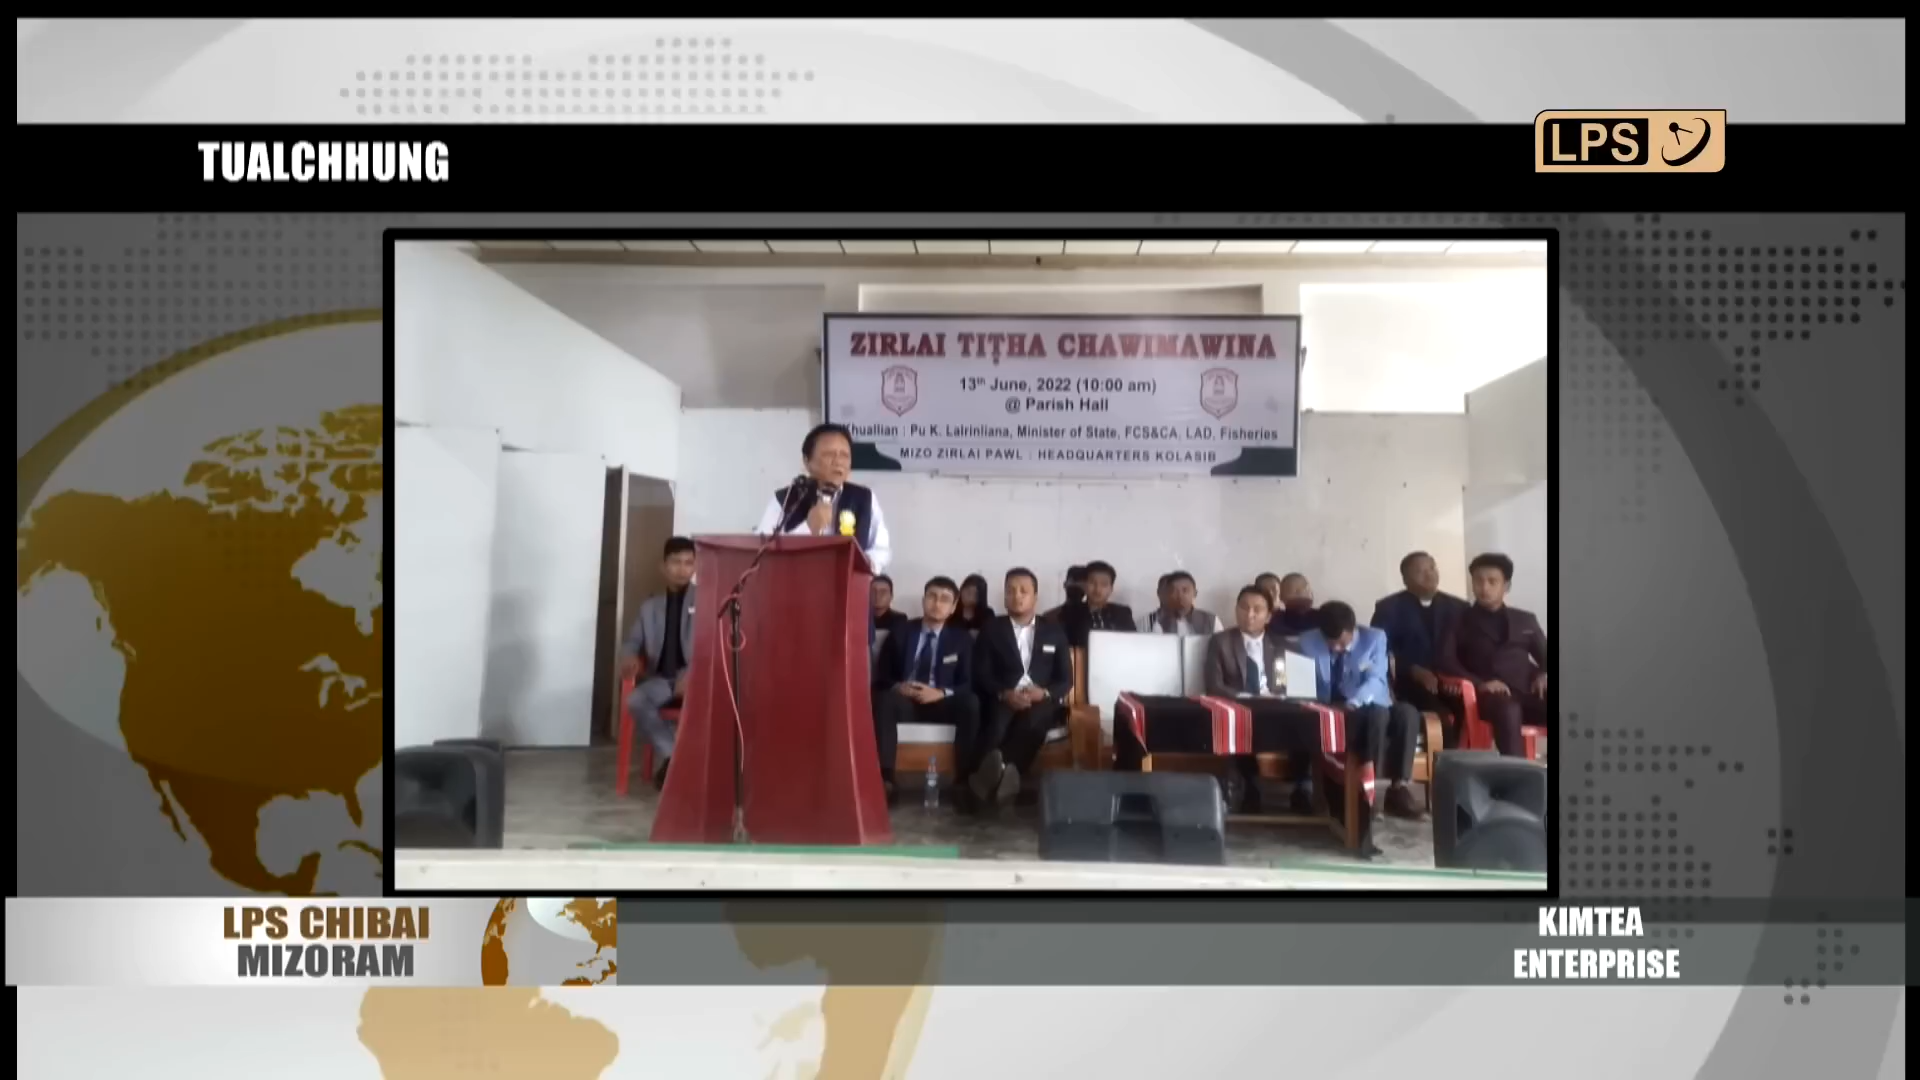 TUALCHHUNG
LPS
ZIRLAI TIṬHA CHAWIMAWINA
13th June, 2022 (10:00 am)
@ Parish Hall
Khuallian : Pu K. Lalrinliana, Minister of State, FCS&CA, LAD, Fisheries
MIZO ZIRLAI PAWL : HEADQUARTERS KOLASIB
LPS CHIBAI
MIZORAM
KIMTEA
ENTERPRISE